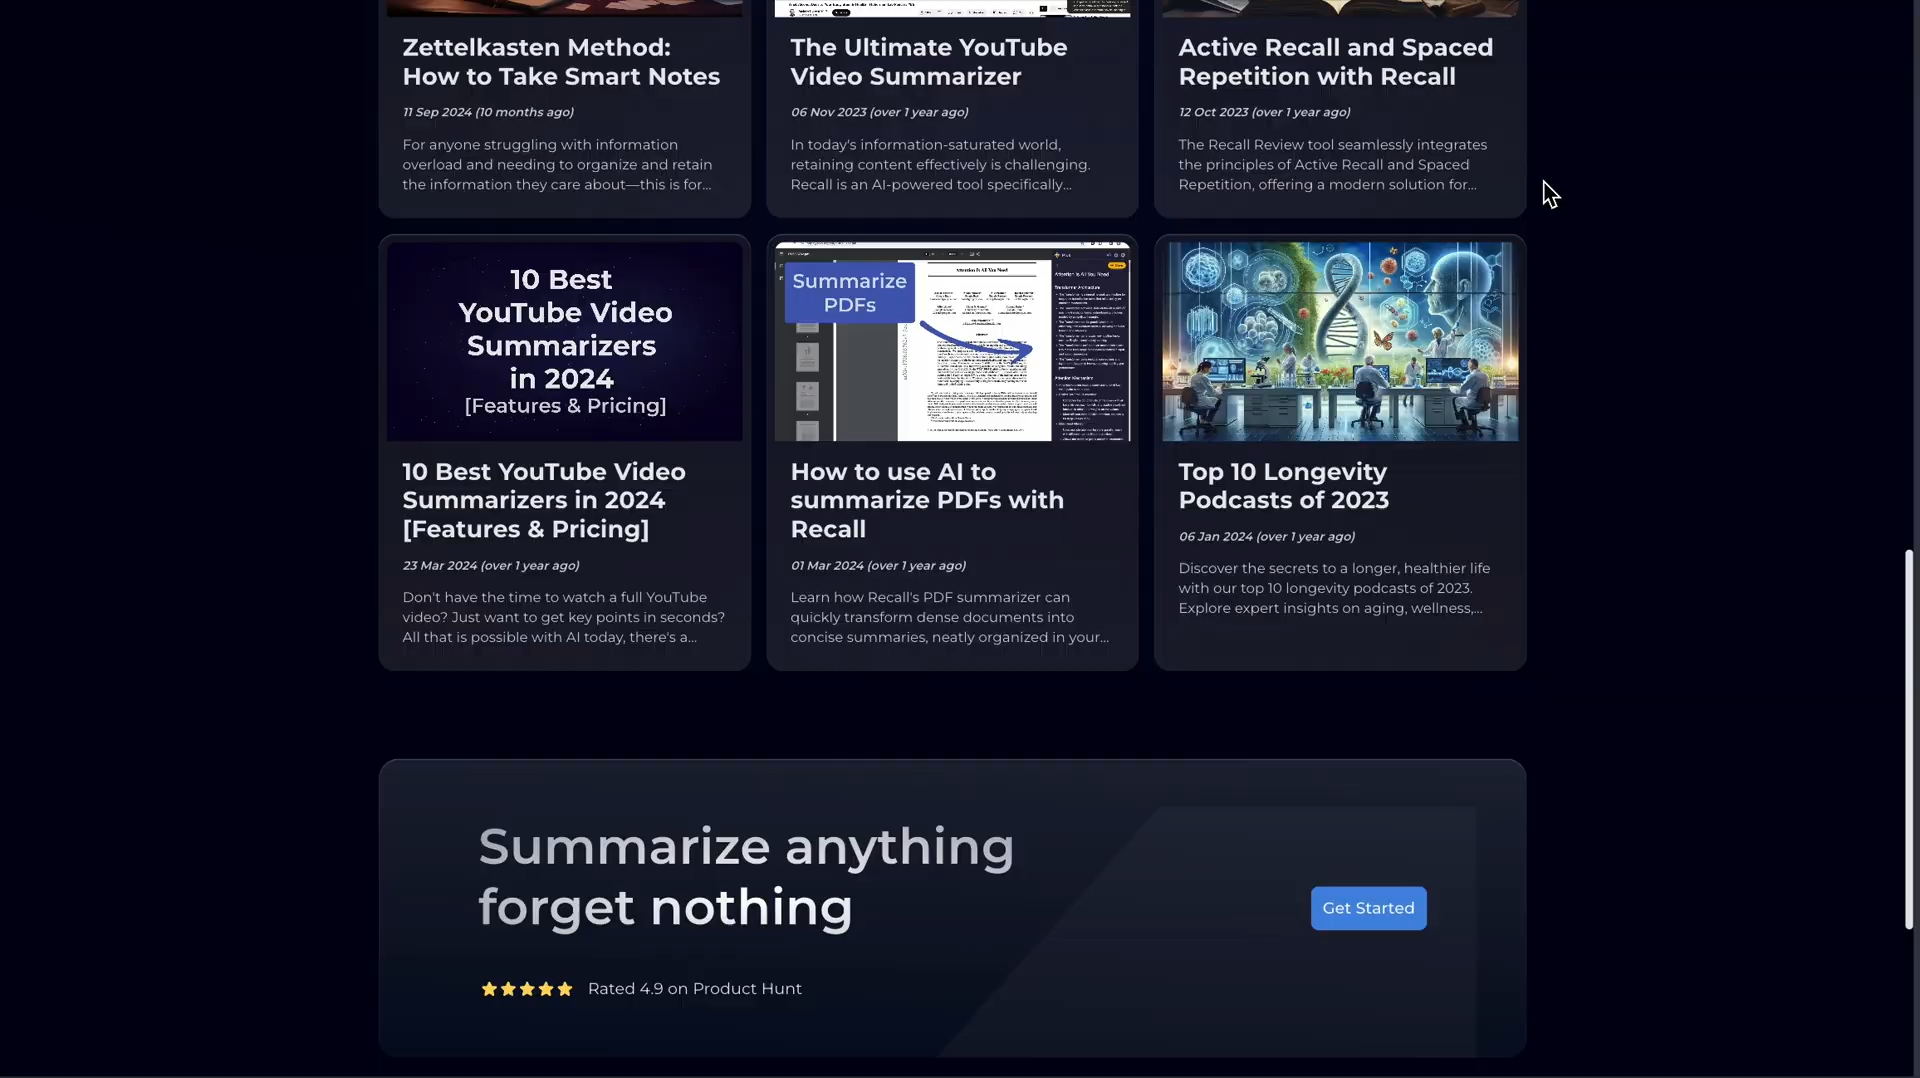 Zettelkasten Method:
How to Take Smart Notes
11 Sep 2024 (10 months ago)
For anyone struggling with information
overload and needing to organize and retain
the information they care about—this is for...
The Ultimate YouTube
Video Summarizer
06 Nov 2023 (over 1 year ago)
In today's information-saturated world,
retaining content effectively is challenging.
Recall is an AI-powered tool specifically...
Active Recall and Spaced
Repetition with Recall
12 Oct 2023 (over 1 year ago)
The Recall Review tool seamlessly integrates
the principles of Active Recall and Spaced
Repetition, offering a modern solution for...
10 Best
YouTube Video
Summarizers
in 2024
[Features & Pricing]
10 Best YouTube Video
Summarizers in 2024
[Features & Pricing]
23 Mar 2024 (over 1 year ago)
Don't have the time to watch a full YouTube
video? Just want to get key points in seconds?
All that is possible with AI today, there's a...
Summarize
PDFs
Attention Is All You Need
Attention Is All You Need
How to use AI to
summarize PDFs with
Recall
01 Mar 2024 (over 1 year ago)
Learn how Recall's PDF summarizer can
quickly transform dense documents into
concise summaries, neatly organized in your...
Top 10 Longevity
Podcasts of 2023
06 Jan 2024 (over 1 year ago)
Discover the secrets to a longer, healthier life
with our top 10 longevity podcasts of 2023.
Explore expert insights on aging, wellness,...
Summarize anything
forget nothing
Get Started
Rated 4.9 on Product Hunt